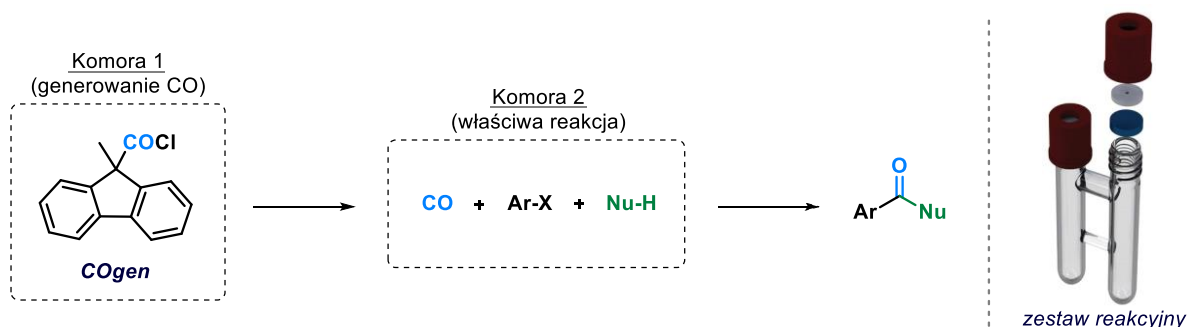 Komora 1
(generowanie CO)
COCl
COgen
Komora 2
(właściwa reakcja)
CO + Ar-X + Nu-H
O
Ar
Nu
zestaw reakcyjny